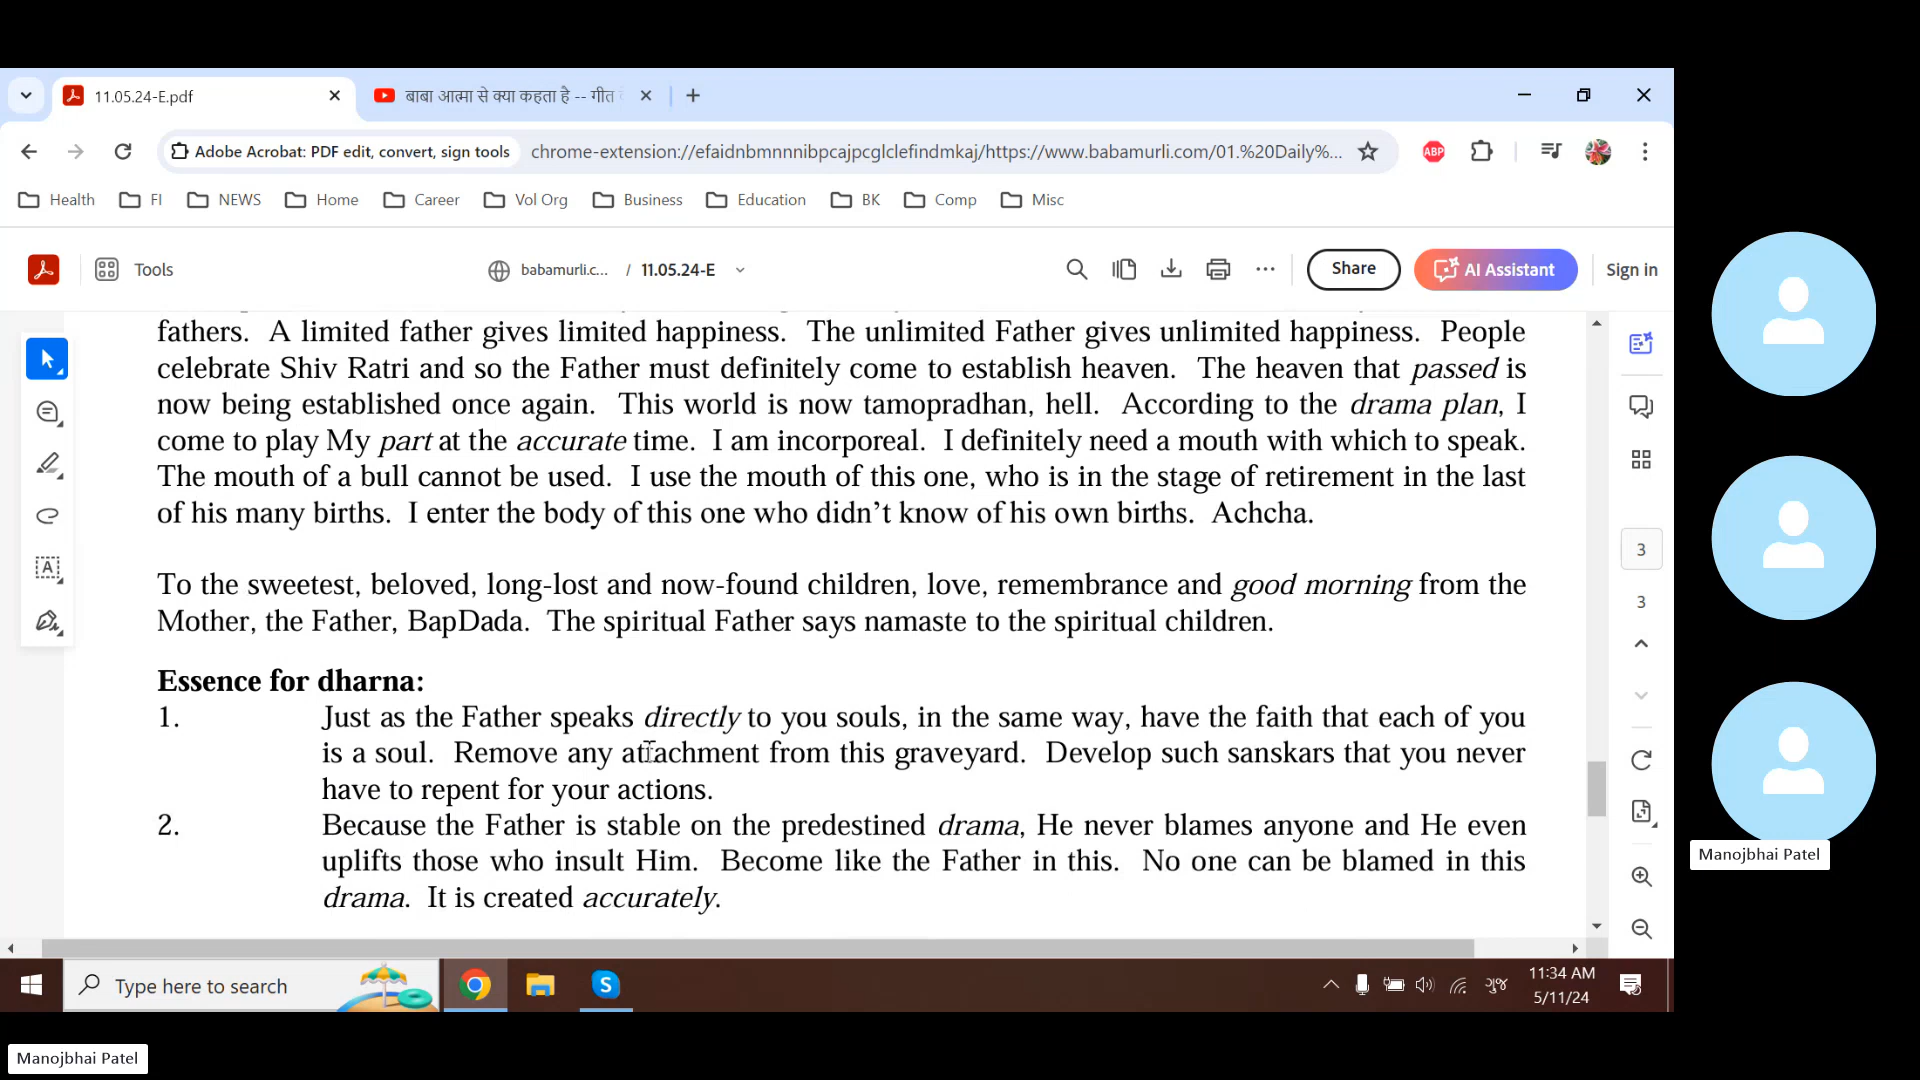 11.05.24-E.pdf
बाबा आत्मा से क्या कहता है -- गीत
Adobe Acrobat: PDF edit, convert, sign tools
chrome-extension://efaidnbmnnnibpcajpcglclefindmkaj/https://www.babamurli.com/01.%20Daily%...
ABP
Health
FI
NEWS
Home
Career
Vol Org
Business
Education
BK
Comp
Misc
Tools
babamurli.c... / 11.05.24-E
Share
AI Assistant
Sign in
fathers. A limited father gives limited happiness. The unlimited Father gives unlimited happiness. People
celebrate Shiv Ratri and so the Father must definitely come to establish heaven. The heaven that passed is
now being established once again. This world is now tamopradhan, hell. According to the drama plan, I
come to play My part at the accurate time. I am incorporeal. I definitely need a mouth with which to speak.
The mouth of a bull cannot be used. I use the mouth of this one, who is in the stage of retirement in the last
of his many births. I enter the body of this one who didn’t know of his own births. Achcha.
To the sweetest, beloved, long-lost and now-found children, love, remembrance and good morning from the
Mother, the Father, BapDada. The spiritual Father says namaste to the spiritual children.
Essence for dharna:
1. Just as the Father speaks directly to you souls, in the same way, have the faith that each of you
is a soul. Remove any attachment from this graveyard. Develop such sanskars that you never
have to repent for your actions.
2. Because the Father is stable on the predestined drama, He never blames anyone and He even
uplifts those who insult Him. Become like the Father in this. No one can be blamed in this
drama. It is created accurately.
3
3
Type here to search
ગુજ
11:34 AM
5/11/24
Manojbhai Patel
Manojbhai Patel